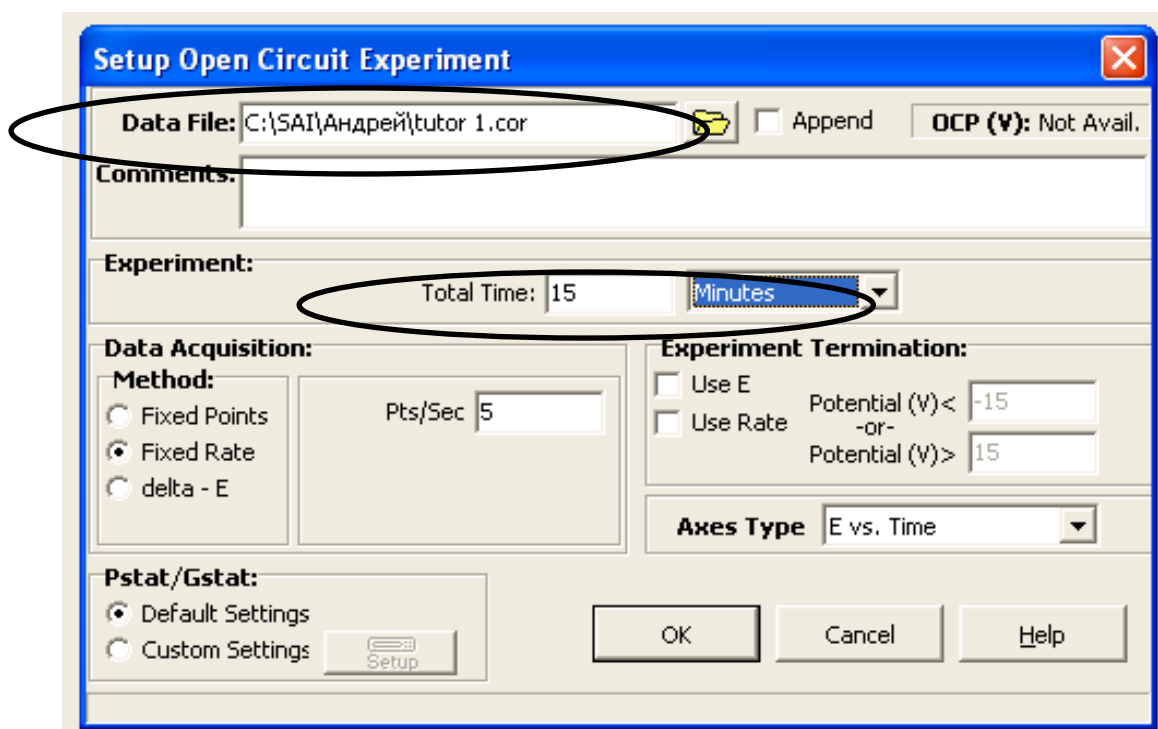 Setup Open Circuit Experiment
Data File: C:\SAI\Андрей\tutor 1.cor Append OCP (V): Not Avail.
Comments:
Experiment:
Total Time: 15 Minutes
Data Acquisition:
Method:
Fixed Points
Fixed Rate
delta - E
Pts/Sec 5
Experiment Termination:
Use E
Use Rate
Potential (V)< -15
-or-
Potential (V)> 15
Axes Type E vs. Time
Pstat/Gstat:
Default Settings
Custom Settings Setup
OK Cancel Help